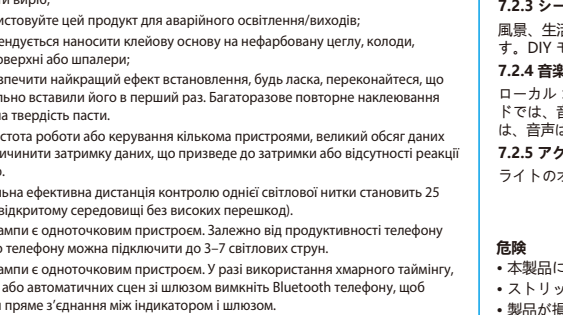 истовуйте цей продукт для аварійного освітлення/виходів;
ендується наносити клейову основу на нефарбовану цеглу, колоди,
оверхні або шпалери;
зпечити найкращий ефект встановлення, будь ласка, переконайтеся, що
льно вставили його в перший раз. Багаторазове повторне наклеювання
на твердість пасти.
стота роботи або керування кількома пристроями, великий обсяг даних
ричинити затримку даних, що призведе до затримки або відсутності реакції
льна ефективна дистанція контролю однієї світлової нитки становить 25
відкритому середовищі без високих перешкод).
ампи є одноточковим пристроєм. Залежно від продуктивності телефону
о телефону можна підключити до 3–7 світлових струн.
ампи є одноточковим пристроєм. У разі використання хмарного таймінгу,
або автоматичних сцен зі шлюзом вимкніть Bluetooth телефону, щоб
и пряме з’єднання між індикатором і шлюзом.
7.2.3 シー
風景、生活
す。DIY モ
7.2.4 音楽
ローカル
ドでは、音
は、音声は
7.2.5 アク
ライトのオ
危険
• 本製品に
• ストリッ
• 製品が損